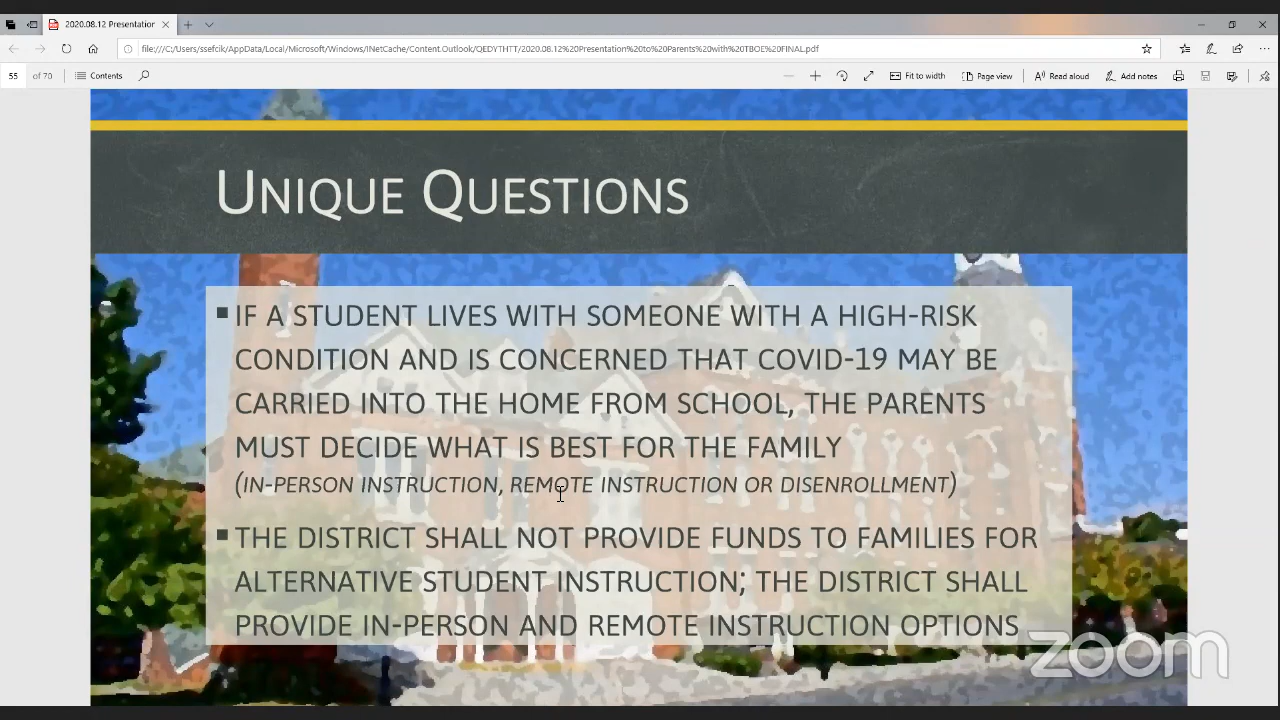 2020.08.12 Presentation
file:///C:/Users/ssefcik/AppData/Local/Microsoft/Windows/INetCache/Content.Outlook/QEDYTHTT/2020.08.12%20Presentation%20to%20Parents%20with%20TBOE%20FINAL.pdf
55 of 70 Contents Fit to width Page view Read aloud Add notes
UNIQUE QUESTIONS
▪ IF A STUDENT LIVES WITH SOMEONE WITH A HIGH-RISK
CONDITION AND IS CONCERNED THAT COVID-19 MAY BE
CARRIED INTO THE HOME FROM SCHOOL, THE PARENTS
MUST DECIDE WHAT IS BEST FOR THE FAMILY
(IN-PERSON INSTRUCTION, REMOTE INSTRUCTION OR DISENROLLMENT)
▪ THE DISTRICT SHALL NOT PROVIDE FUNDS TO FAMILIES FOR
ALTERNATIVE STUDENT INSTRUCTION; THE DISTRICT SHALL
PROVIDE IN-PERSON AND REMOTE INSTRUCTION OPTIONS
zoom